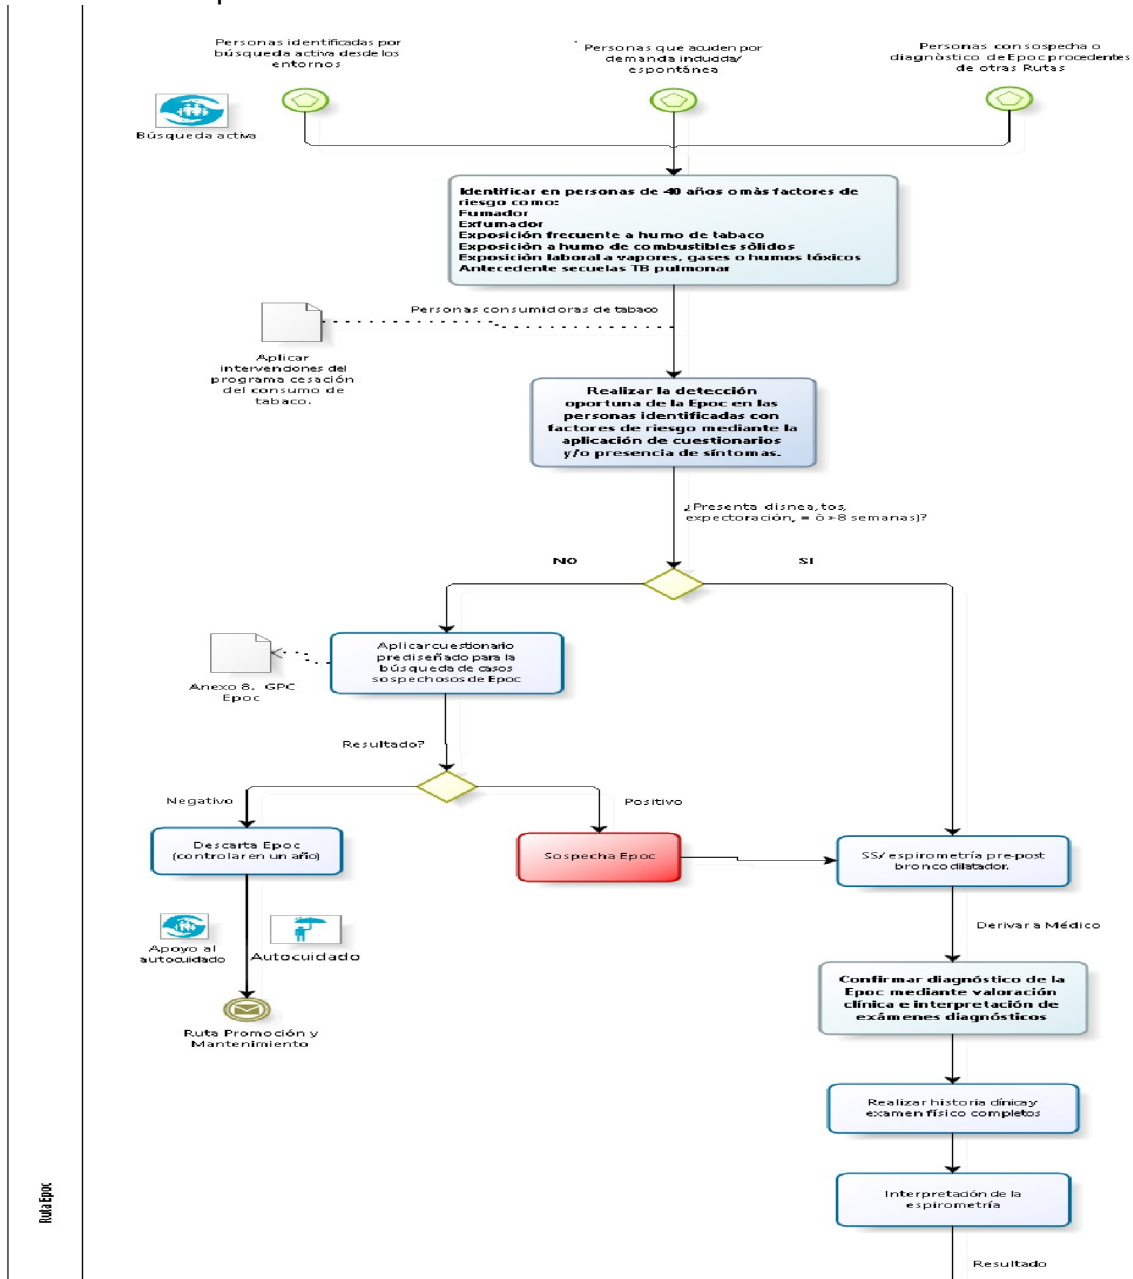 Personas identificadas por
búsqueda activa desde los
entornos
Personas que acuden por
demanda inducida/
espontánea
Personas con sospecha o
diagnòstico de Epoc procedentes
de otras Rutas
Búsqueda activa
Identificar en personas de 40 años o màs factores de
riesgo como:
Fumador
Exfumador
Exposición frecuente a humo de tabaco
Exposiciòn a humo de combustibles sòlidos
Exposiciòn laboral a vapores, gases o humos tóxicos
Antecedente secuelas TB pulmonar
Personas consumidoras de tabaco
Aplicar
intervenciones del
programa cesación
del consumo de
tabaco.
Realizar la detección
oportuna de la Epoc en las
personas identificadas con
factores de riesgo mediante la
aplicación de cuestionarios
y/o presencia de síntomas.
¿Presenta disnea, tos,
expectoración, = ò >8 semanas)?
NO
SI
Aplicar cuestionario
prediseñado para la
búsqueda de casos
sospechosos de Epoc
Anexo 8. GPC
Epoc
Resultado?
Negativo
Positivo
Descarta Epoc
(controlar en un año)
Sospecha Epoc
SS/ espirometría pre-post
broncodilatador.
Derivar a Médico
Apoyo al
autocuidado
Autocuidado
Confirmar diagnóstico de la
Epoc mediante valoración
clínica e interpretación de
exámenes diagnósticos
Ruta Promoción y
Mantenimiento
Realizar historia clínica y
examen físico completos
Interpretación de la
espirometría
Ruta Epoc
Resultado